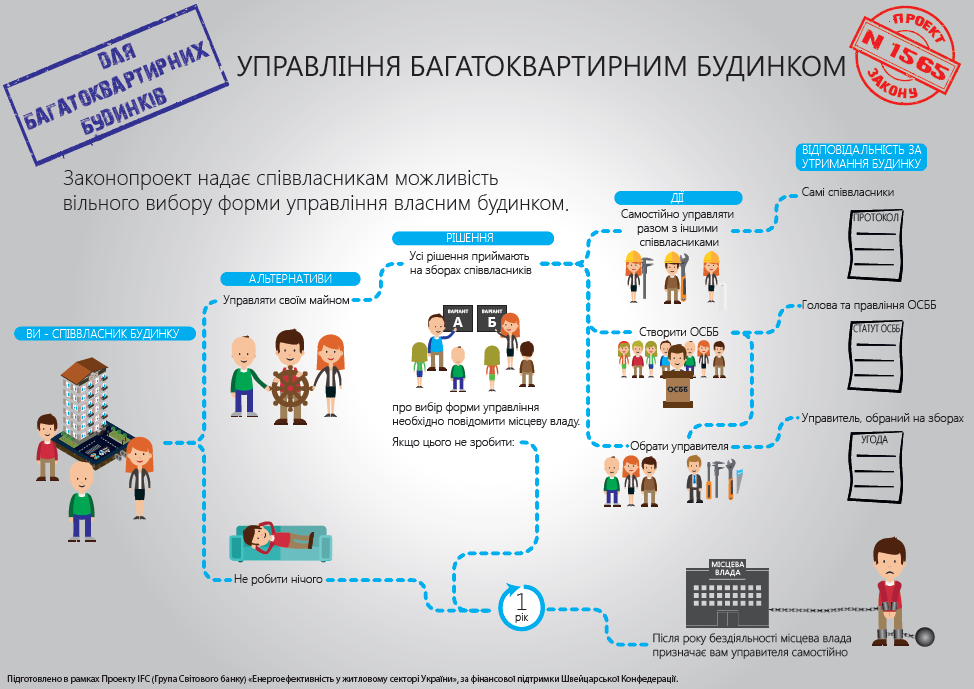 ДЛЯ
БАГАТОКВАРТИРНИХ
БУДИНКІВ
УПРАВЛІННЯ БАГАТОКВАРТИРНИМ БУДИНКОМ
ПРОЕКТ
N 1565
ЗАКОНУ
Законопроект надає співвласникам можливість
вільного вибору форми управління власним будинком.
ВИ - СПІВВЛАСНИК БУДИНКУ
АЛЬТЕРНАТИВИ
Управляти своїм майном
Не робити нічого
РІШЕННЯ
Усі рішення приймають
на зборах співвласників
ВАРІАНТ
А
ВАРІАНТ
Б
про вибір форми управління
необхідно повідомити місцеву владу.
Якщо цього не зробити:
1
рік
ДІЇ
Самостійно управляти
разом з іншими
співвласниками
Створити ОСББ
ОСББ
Обрати управителя
ВІДПОВІДАЛЬНІСТЬ ЗА
УТРИМАННЯ БУДИНКУ
Самі співвласники
ПРОТОКОЛ
Голова та правління ОСББ
СТАТУТ ОСББ
Управитель, обраний на зборах
УГОДА
МІСЦЕВА
ВЛАДА
Після року бездіяльності місцева влада
призначає вам управителя самостійно
Підготовлено в рамках Проекту IFC (Група Світового банку) «Енергоефективність у житловому секторі України», за фінансової підтримки Швейцарської Конфедерації.